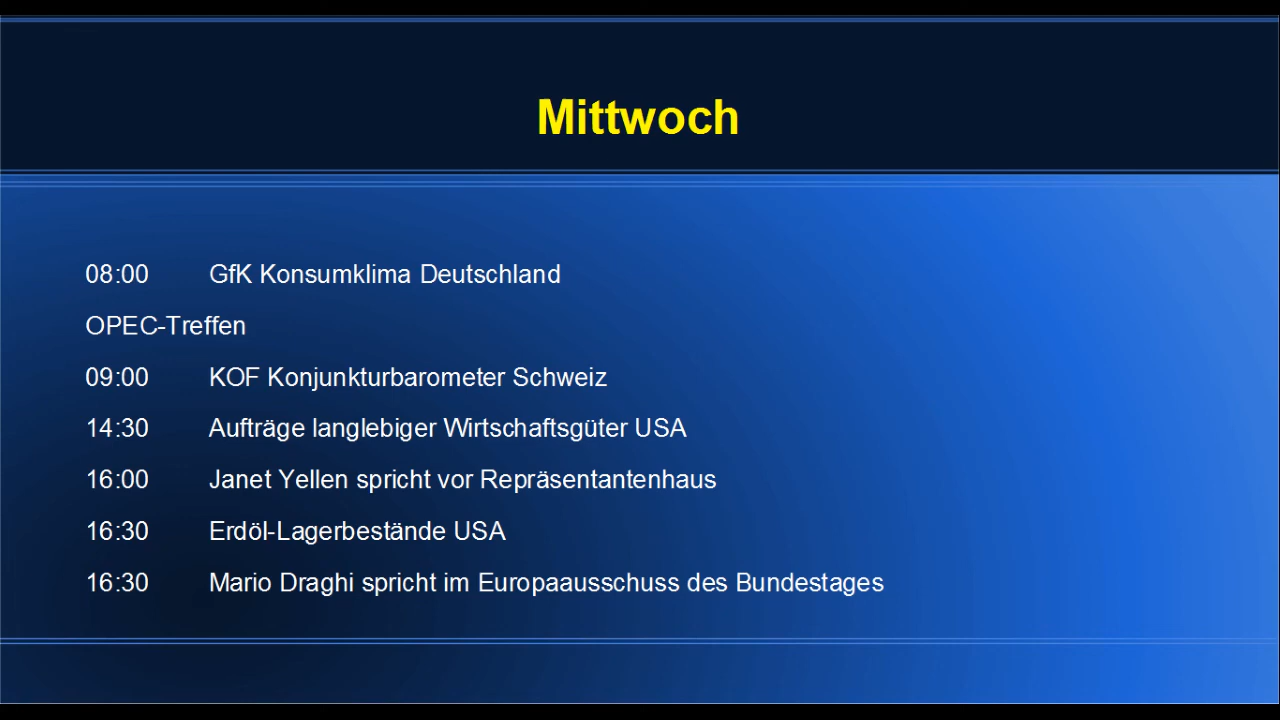 Mittwoch
08:00 GfK Konsumklima Deutschland
OPEC-Treffen
09:00 KOF Konjunkturbarometer Schweiz
14:30 Aufträge langlebiger Wirtschaftsgüter USA
16:00 Janet Yellen spricht vor Repräsentantenhaus
16:30 Erdöl-Lagerbestände USA
16:30 Mario Draghi spricht im Europaausschuss des Bundestages